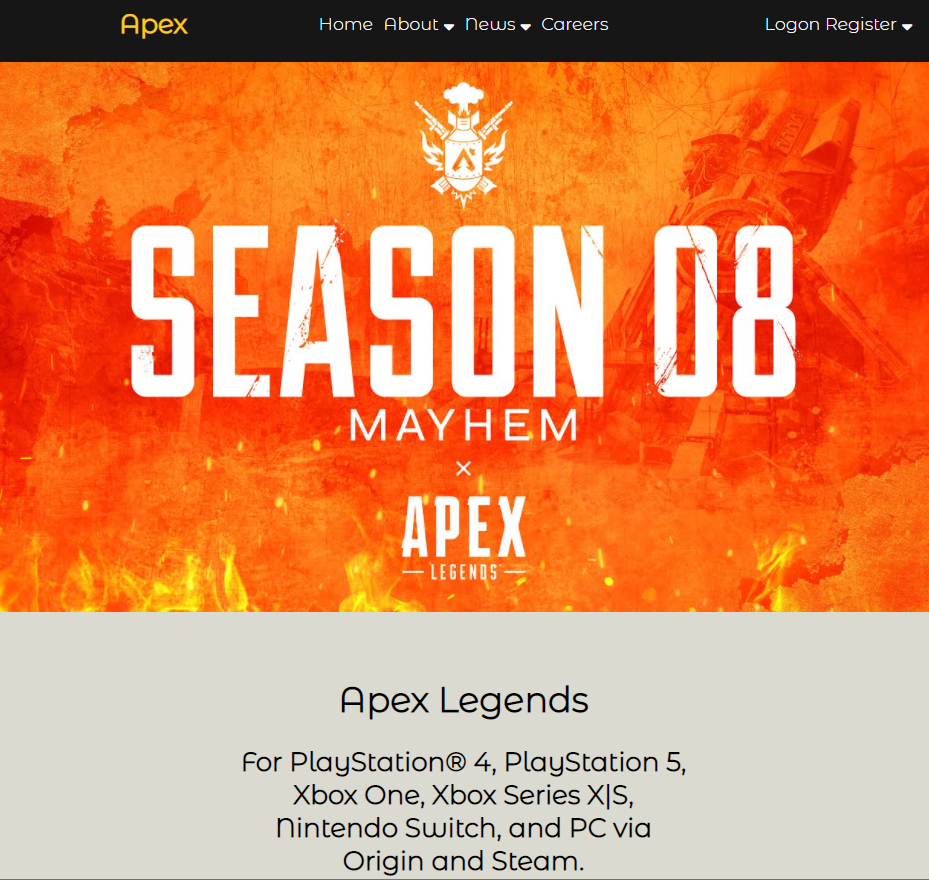 Apex Home About News Careers Logon Register
SEASON 08
MAYHEM
×
APEX
LEGENDS
Apex Legends
For PlayStation® 4, PlayStation 5,
Xbox One, Xbox Series X|S,
Nintendo Switch, and PC via
Origin and Steam.